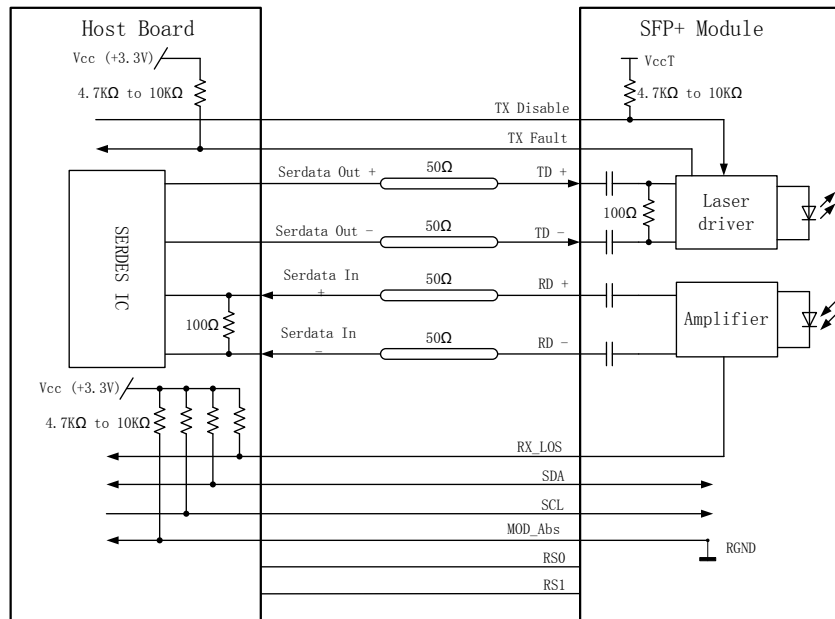 Host Board
SFP+ Module
Vcc (+3.3V)
VccT
4.7KΩ to 10KΩ
4.7KΩ to 10KΩ
TX Disable
TX Fault
Serdata Out +
50Ω
TD +
SERDES IC
100Ω
Laser
driver
Serdata Out -
50Ω
TD -
Serdata In
+
50Ω
RD +
100Ω
Amplifier
Serdata In
-
50Ω
RD -
Vcc (+3.3V)
4.7KΩ to 10KΩ
RX_LOS
SDA
SCL
MOD_Abs
RGND
RS0
RS1